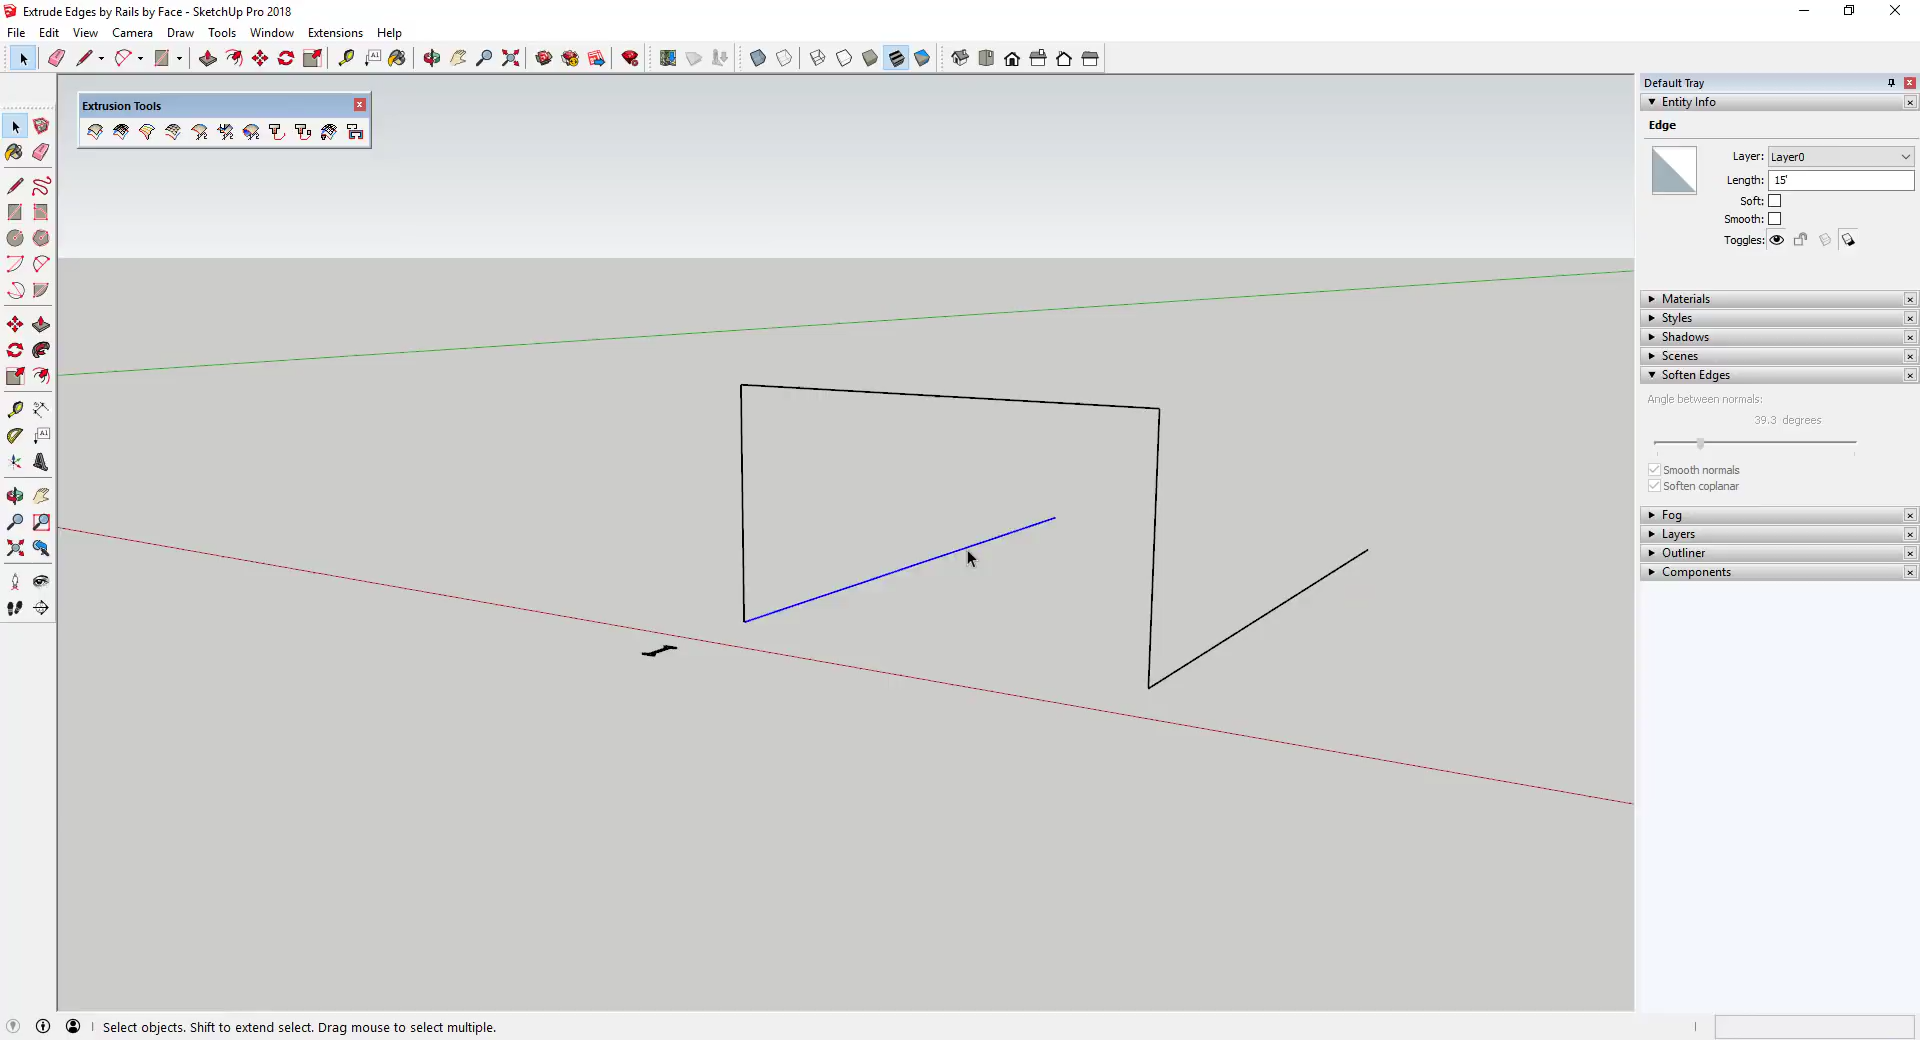 Extrude Edges by Rails by Face - SketchUp Pro 2018
File Edit View Camera Draw Tools Window Extensions Help
Extrusion Tools
Default Tray
Entity Info
Edge
Layer: Layer0
Length: 15'
Soft:
Smooth:
Toggles:
Materials
Styles
Shadows
Scenes
Soften Edges
Angle between normals:
39.3 degrees
Smooth normals
Soften coplanar
Fog
Layers
Outliner
Components
Select objects. Shift to extend select. Drag mouse to select multiple.